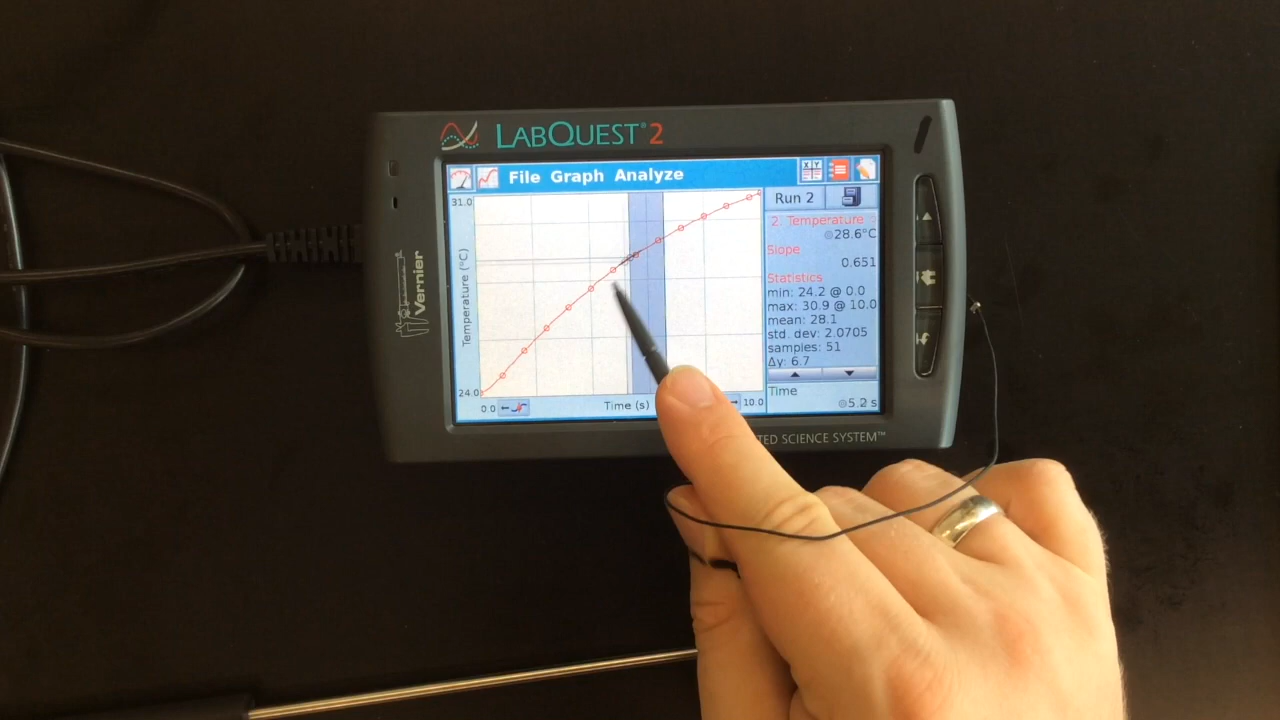 LABQUEST® 2
File Graph Analyze
31.0
Temperature (°C)
24.0
0.0
Time (s)
10.0
Run 2
2. Temperature
28.6°C
Slope
0.651
Statistics
min: 24.2 @ 0.0
max: 30.9 @ 10.0
mean: 28.1
std. dev: 2.0705
samples: 51
Δy: 6.7
Time
5.2 s
Vernier
SCIENCE SYSTEM™
X Y